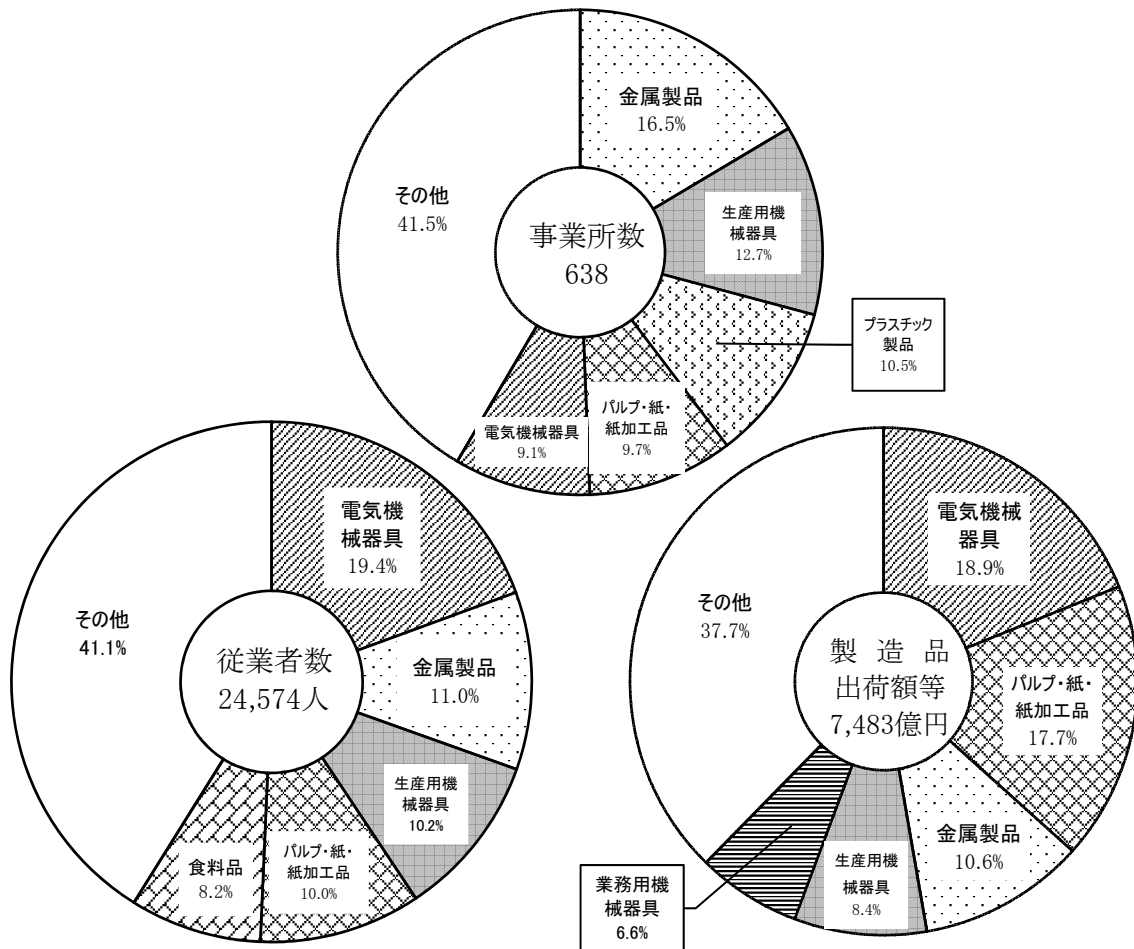 金属製品
16.5%
生産用機
械器具
12.7%
プラスチック
製品
10.5%
パルプ・紙・
紙加工品
9.7%
電気機械器具
9.1%
その他
41.5%
事業所数
638
電気機
械器具
19.4%
金属製品
11.0%
生産用機
械器具
10.2%
パルプ・紙・
紙加工品
10.0%
食料品
8.2%
その他
41.1%
従業者数
24,574人
電気機械
器具
18.9%
パルプ・紙・
紙加工品
17.7%
金属製品
10.6%
生産用機
械器具
8.4%
業務用機
械器具
6.6%
その他
37.7%
製 造 品
出荷額等
7,483億円